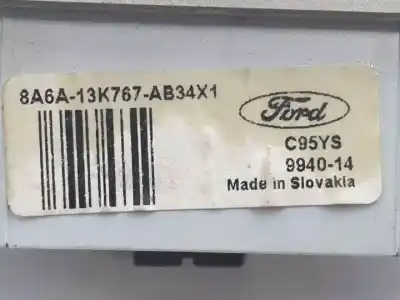 8A6A-13K767-AB34X1
Ford
C95YS
9940-14
Made in Slovakia